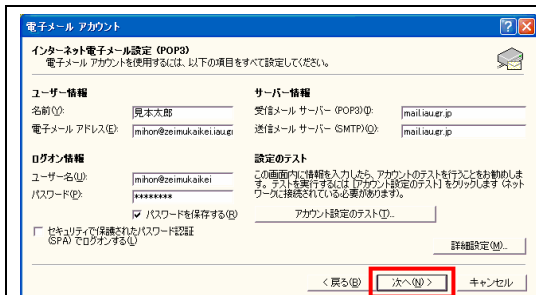 電子メール アカウント
インターネット電子メール設定 (POP3)
電子メール アカウントを使用するには、以下の項目をすべて設定してください。
ユーザー情報
名前(Y):
見本太郎
電子メール アドレス(E):
mihon@zeimukaikei.iau.gr
サーバー情報
受信メール サーバー (POP3)(I):
mail.iau.gr.jp
送信メール サーバー (SMTP)(O):
mail.iau.gr.jp
ログオン情報
ユーザー名(U):
mihon@zeimukaikei
パスワード(P):
********
パスワードを保存する(R)
セキュリティで保護されたパスワード認証
(SPA) でログオンする(L)
設定のテスト
この画面内に情報を入力したら、アカウントのテストを行うことをお勧めしま
す。テストを実行するには [アカウント設定のテスト] をクリックします (ネット
ワークに接続されている必要があります)。
アカウント設定のテスト(T)...
詳細設定(M)...
< 戻る(B)
次へ(N) >
キャンセル